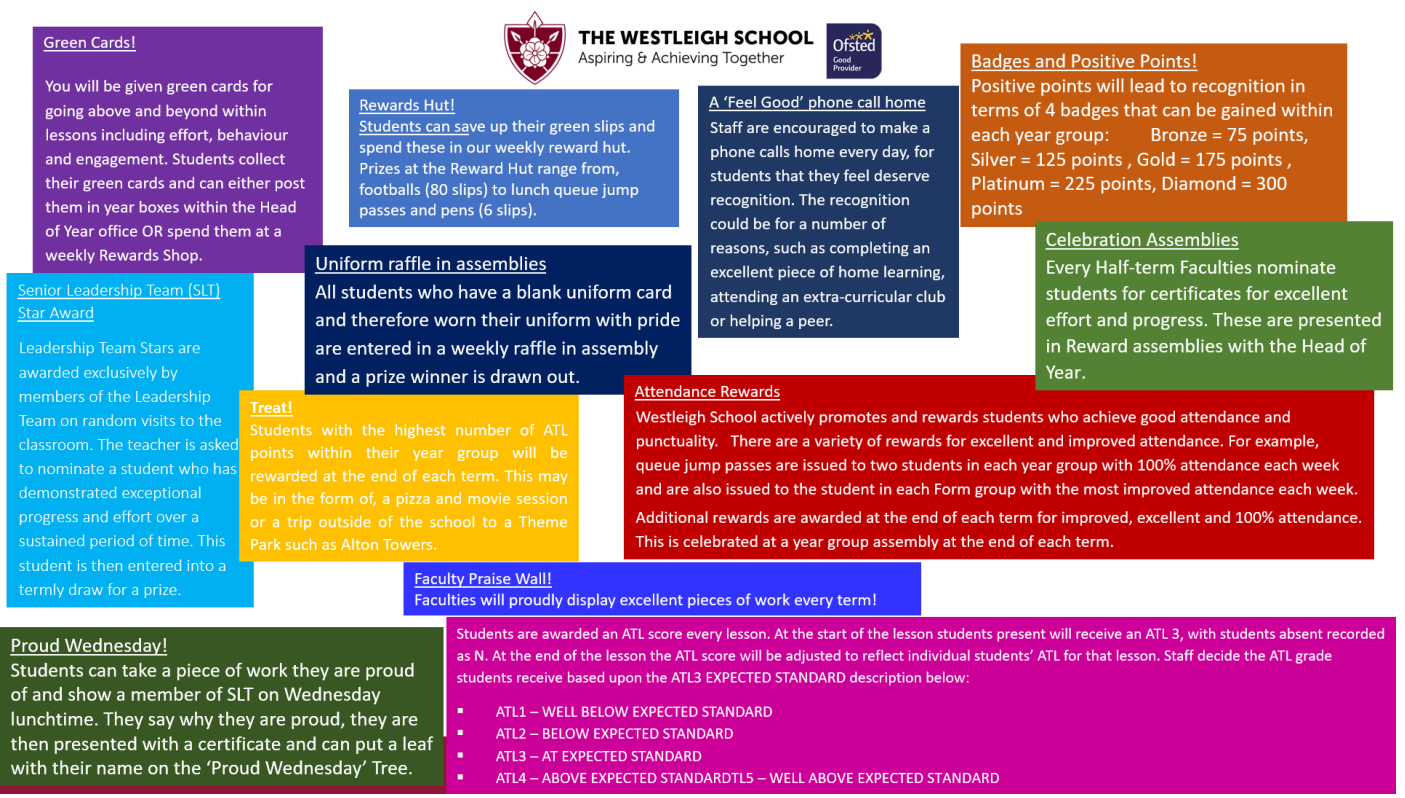 THE WESTLEIGH SCHOOL
Aspiring & Achieving Together
Ofsted
Good
Provider
Green Cards!
You will be given green cards for
going above and beyond within
lessons including effort, behaviour
and engagement. Students collect
their green cards and can either post
them in year boxes within the Head
of Year office OR spend them at a
weekly Rewards Shop.
Rewards Hut!
Students can save up their green slips and
spend these in our weekly reward hut.
Prizes at the Reward Hut range from,
footballs (80 slips) to lunch queue jump
passes and pens (6 slips).
A ‘Feel Good’ phone call home
Staff are encouraged to make a
phone calls home every day, for
students that they feel deserve
recognition. The recognition
could be for a number of
reasons, such as completing an
excellent piece of home learning,
attending an extra-curricular club
or helping a peer.
Badges and Positive Points!
Positive points will lead to recognition in
terms of 4 badges that can be gained within
each year group: Bronze = 75 points,
Silver = 125 points , Gold = 175 points ,
Platinum = 225 points, Diamond = 300
points
Uniform raffle in assemblies
All students who have a blank uniform card
and therefore worn their uniform with pride
are entered in a weekly raffle in assembly
and a prize winner is drawn out.
Celebration Assemblies
Every Half-term Faculties nominate
students for certificates for excellent
effort and progress. These are presented
in Reward assemblies with the Head of
Year.
Senior Leadership Team (SLT)
Star Award
Leadership Team Stars are
awarded exclusively by
members of the Leadership
Team on random visits to the
classroom. The teacher is asked
to nominate a student who has
demonstrated exceptional
progress and effort over a
sustained period of time. This
student is then entered into a
termly draw for a prize.
Treat!
Students with the highest number of ATL
points within their year group will be
rewarded at the end of each term. This may
be in the form of, a pizza and movie session
or a trip outside of the school to a Theme
Park such as Alton Towers.
Attendance Rewards
Westleigh School actively promotes and rewards students who achieve good attendance and
punctuality. There are a variety of rewards for excellent and improved attendance. For example,
queue jump passes are issued to two students in each year group with 100% attendance each week
and are also issued to the student in each Form group with the most improved attendance each week.
Additional rewards are awarded at the end of each term for improved, excellent and 100% attendance.
This is celebrated at a year group assembly at the end of each term.
Faculty Praise Wall!
Faculties will proudly display excellent pieces of work every term!
Proud Wednesday!
Students can take a piece of work they are proud
of and show a member of SLT on Wednesday
lunchtime. They say why they are proud, they are
then presented with a certificate and can put a leaf
with their name on the ‘Proud Wednesday’ Tree.
Students are awarded an ATL score every lesson. At the start of the lesson students present will receive an ATL 3, with students absent recorded
as N. At the end of the lesson the ATL score will be adjusted to reflect individual students’ ATL for that lesson. Staff decide the ATL grade
students receive based upon the ATL3 EXPECTED STANDARD description below:
▪ ATL1 – WELL BELOW EXPECTED STANDARD
▪ ATL2 – BELOW EXPECTED STANDARD
▪ ATL3 – AT EXPECTED STANDARD
▪ ATL4 – ABOVE EXPECTED STANDARDTL5 – WELL ABOVE EXPECTED STANDARD